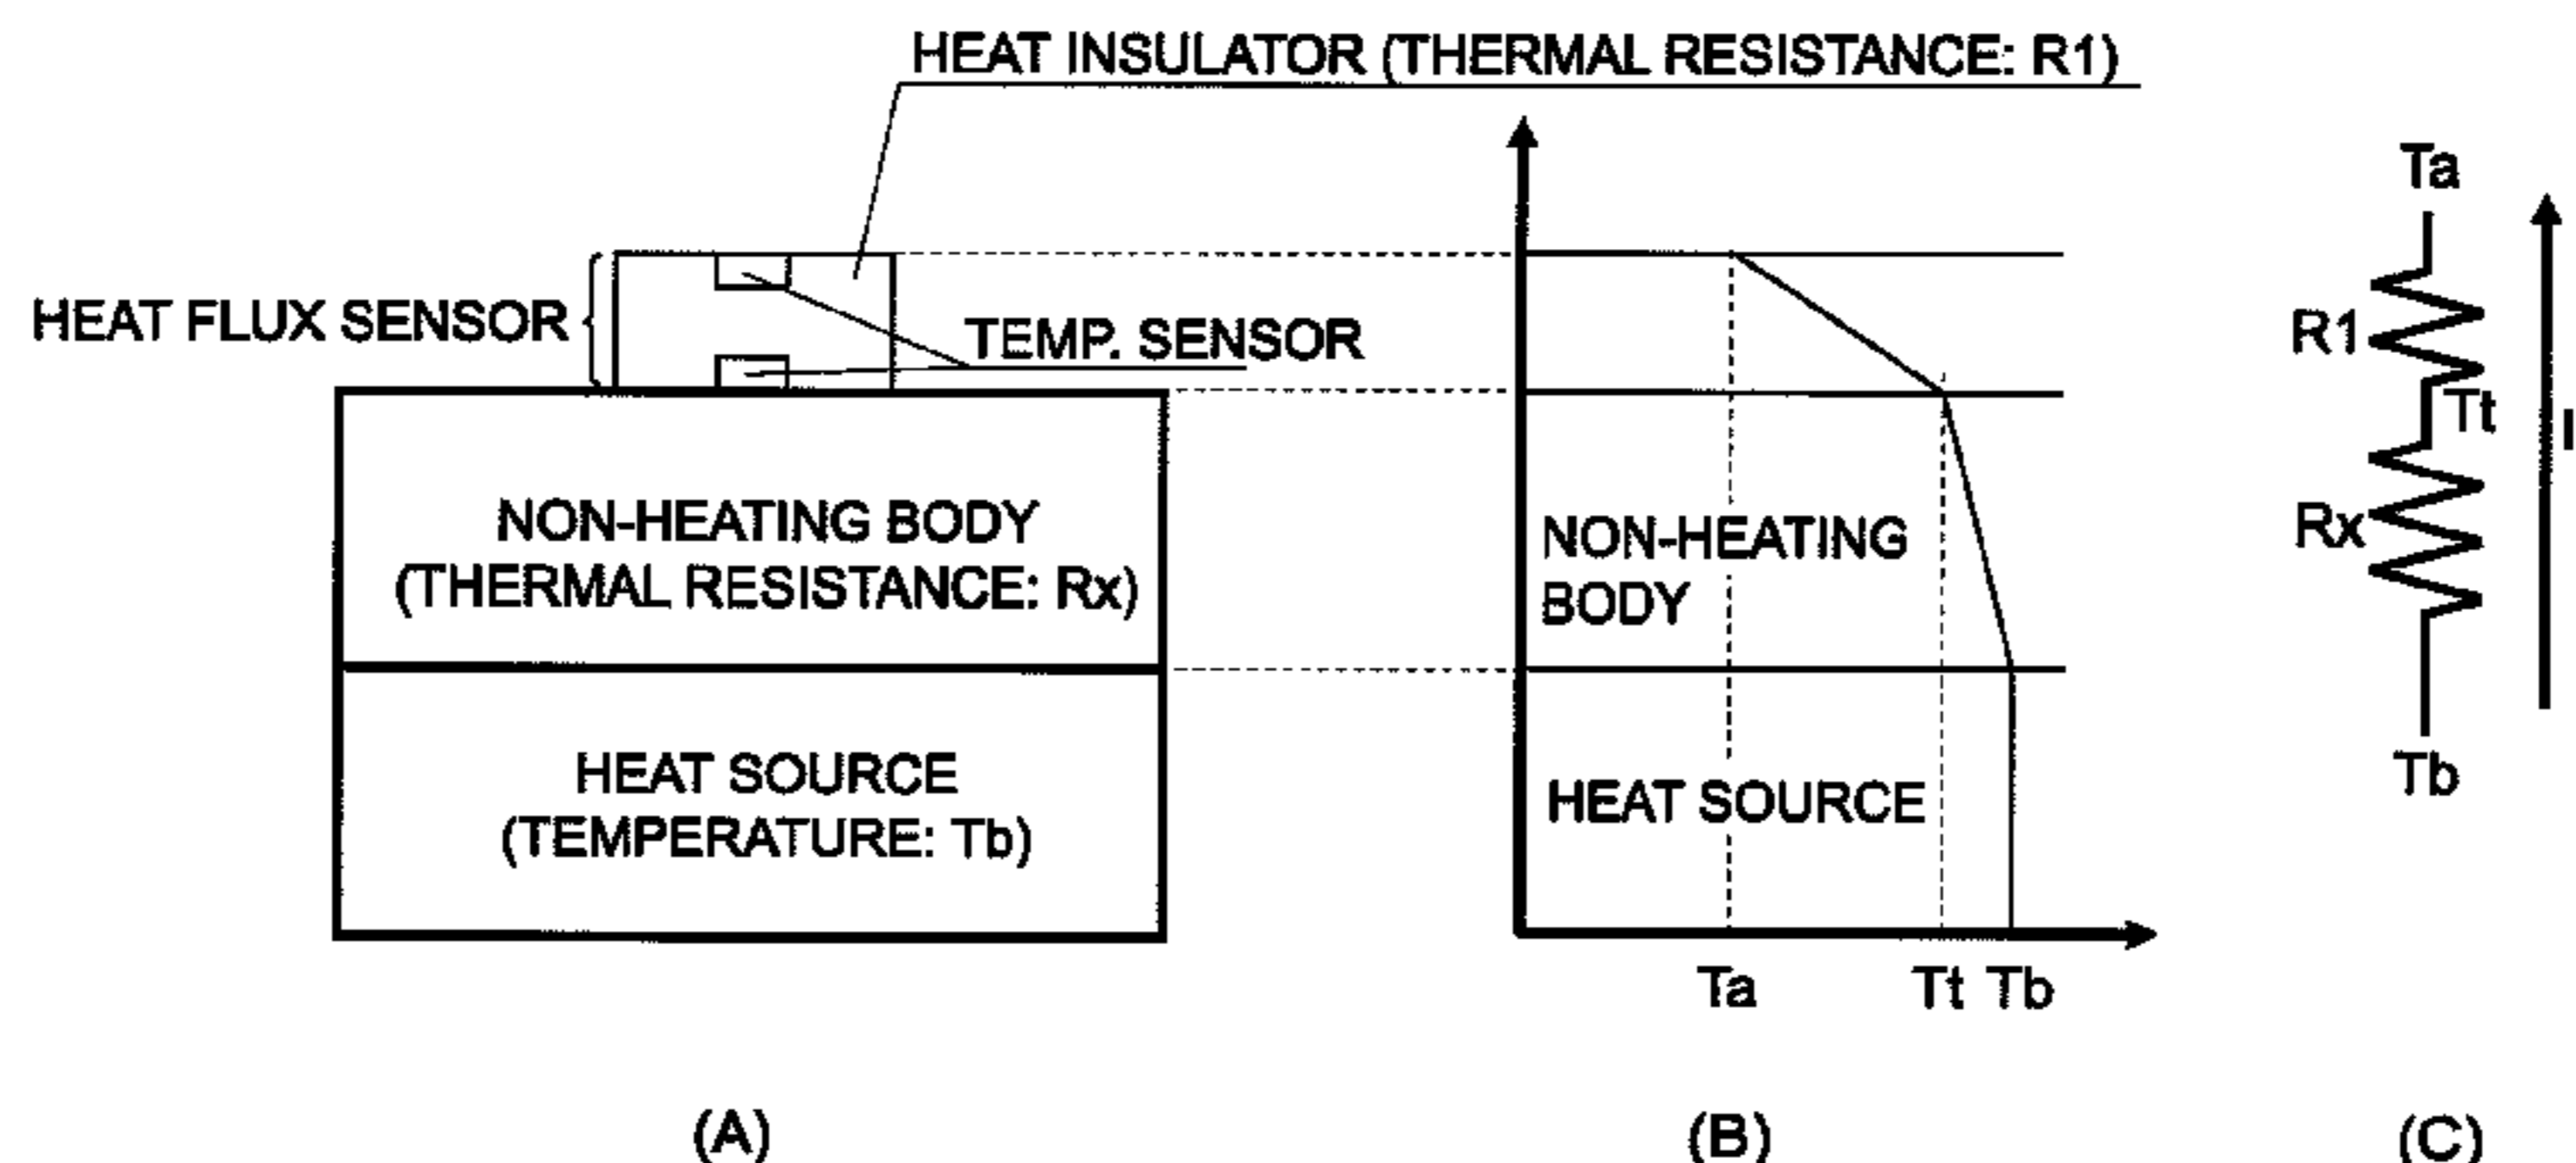 HEAT INSULATOR (THERMAL RESISTANCE: R1)
HEAT FLUX SENSOR
TEMP. SENSOR
NON-HEATING BODY
(THERMAL RESISTANCE: Rx)
HEAT SOURCE
(TEMPERATURE: Tb)
(A)
NON-HEATING
BODY
HEAT SOURCE
Ta
Tt
Tb
(B)
Ta
R1
Tt
I
Rx
Tb
(C)